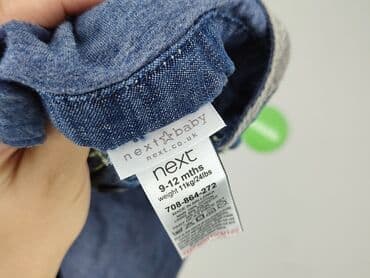 next☆baby
next.co.uk
next
9-12 mths
weight 11kg/24lbs
708-864-272